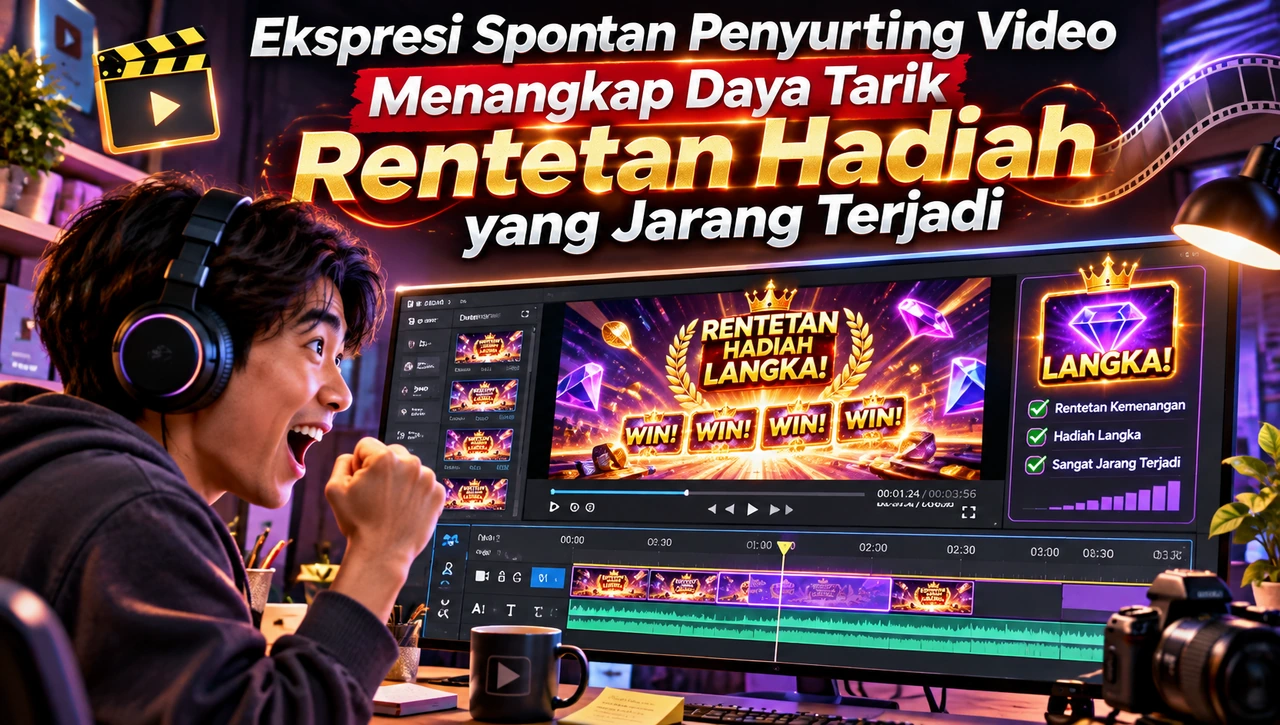 Ekspresi Spontan Penyurting Video
Menangkap Daya Tarik
Rentetan Hadiah
yang Jarang Terjadi
RENTETAN
HADIAH
LANGKA!
WIN! WIN! WIN! WIN!
LANGKA!
Rentetan Kemenangan
Hadiah Langka
Sangat Jarang Terjadi
00:01:24 / 00:03:56
00:00 03:30 01:00 02:00 02:30 03:00 08:30
T